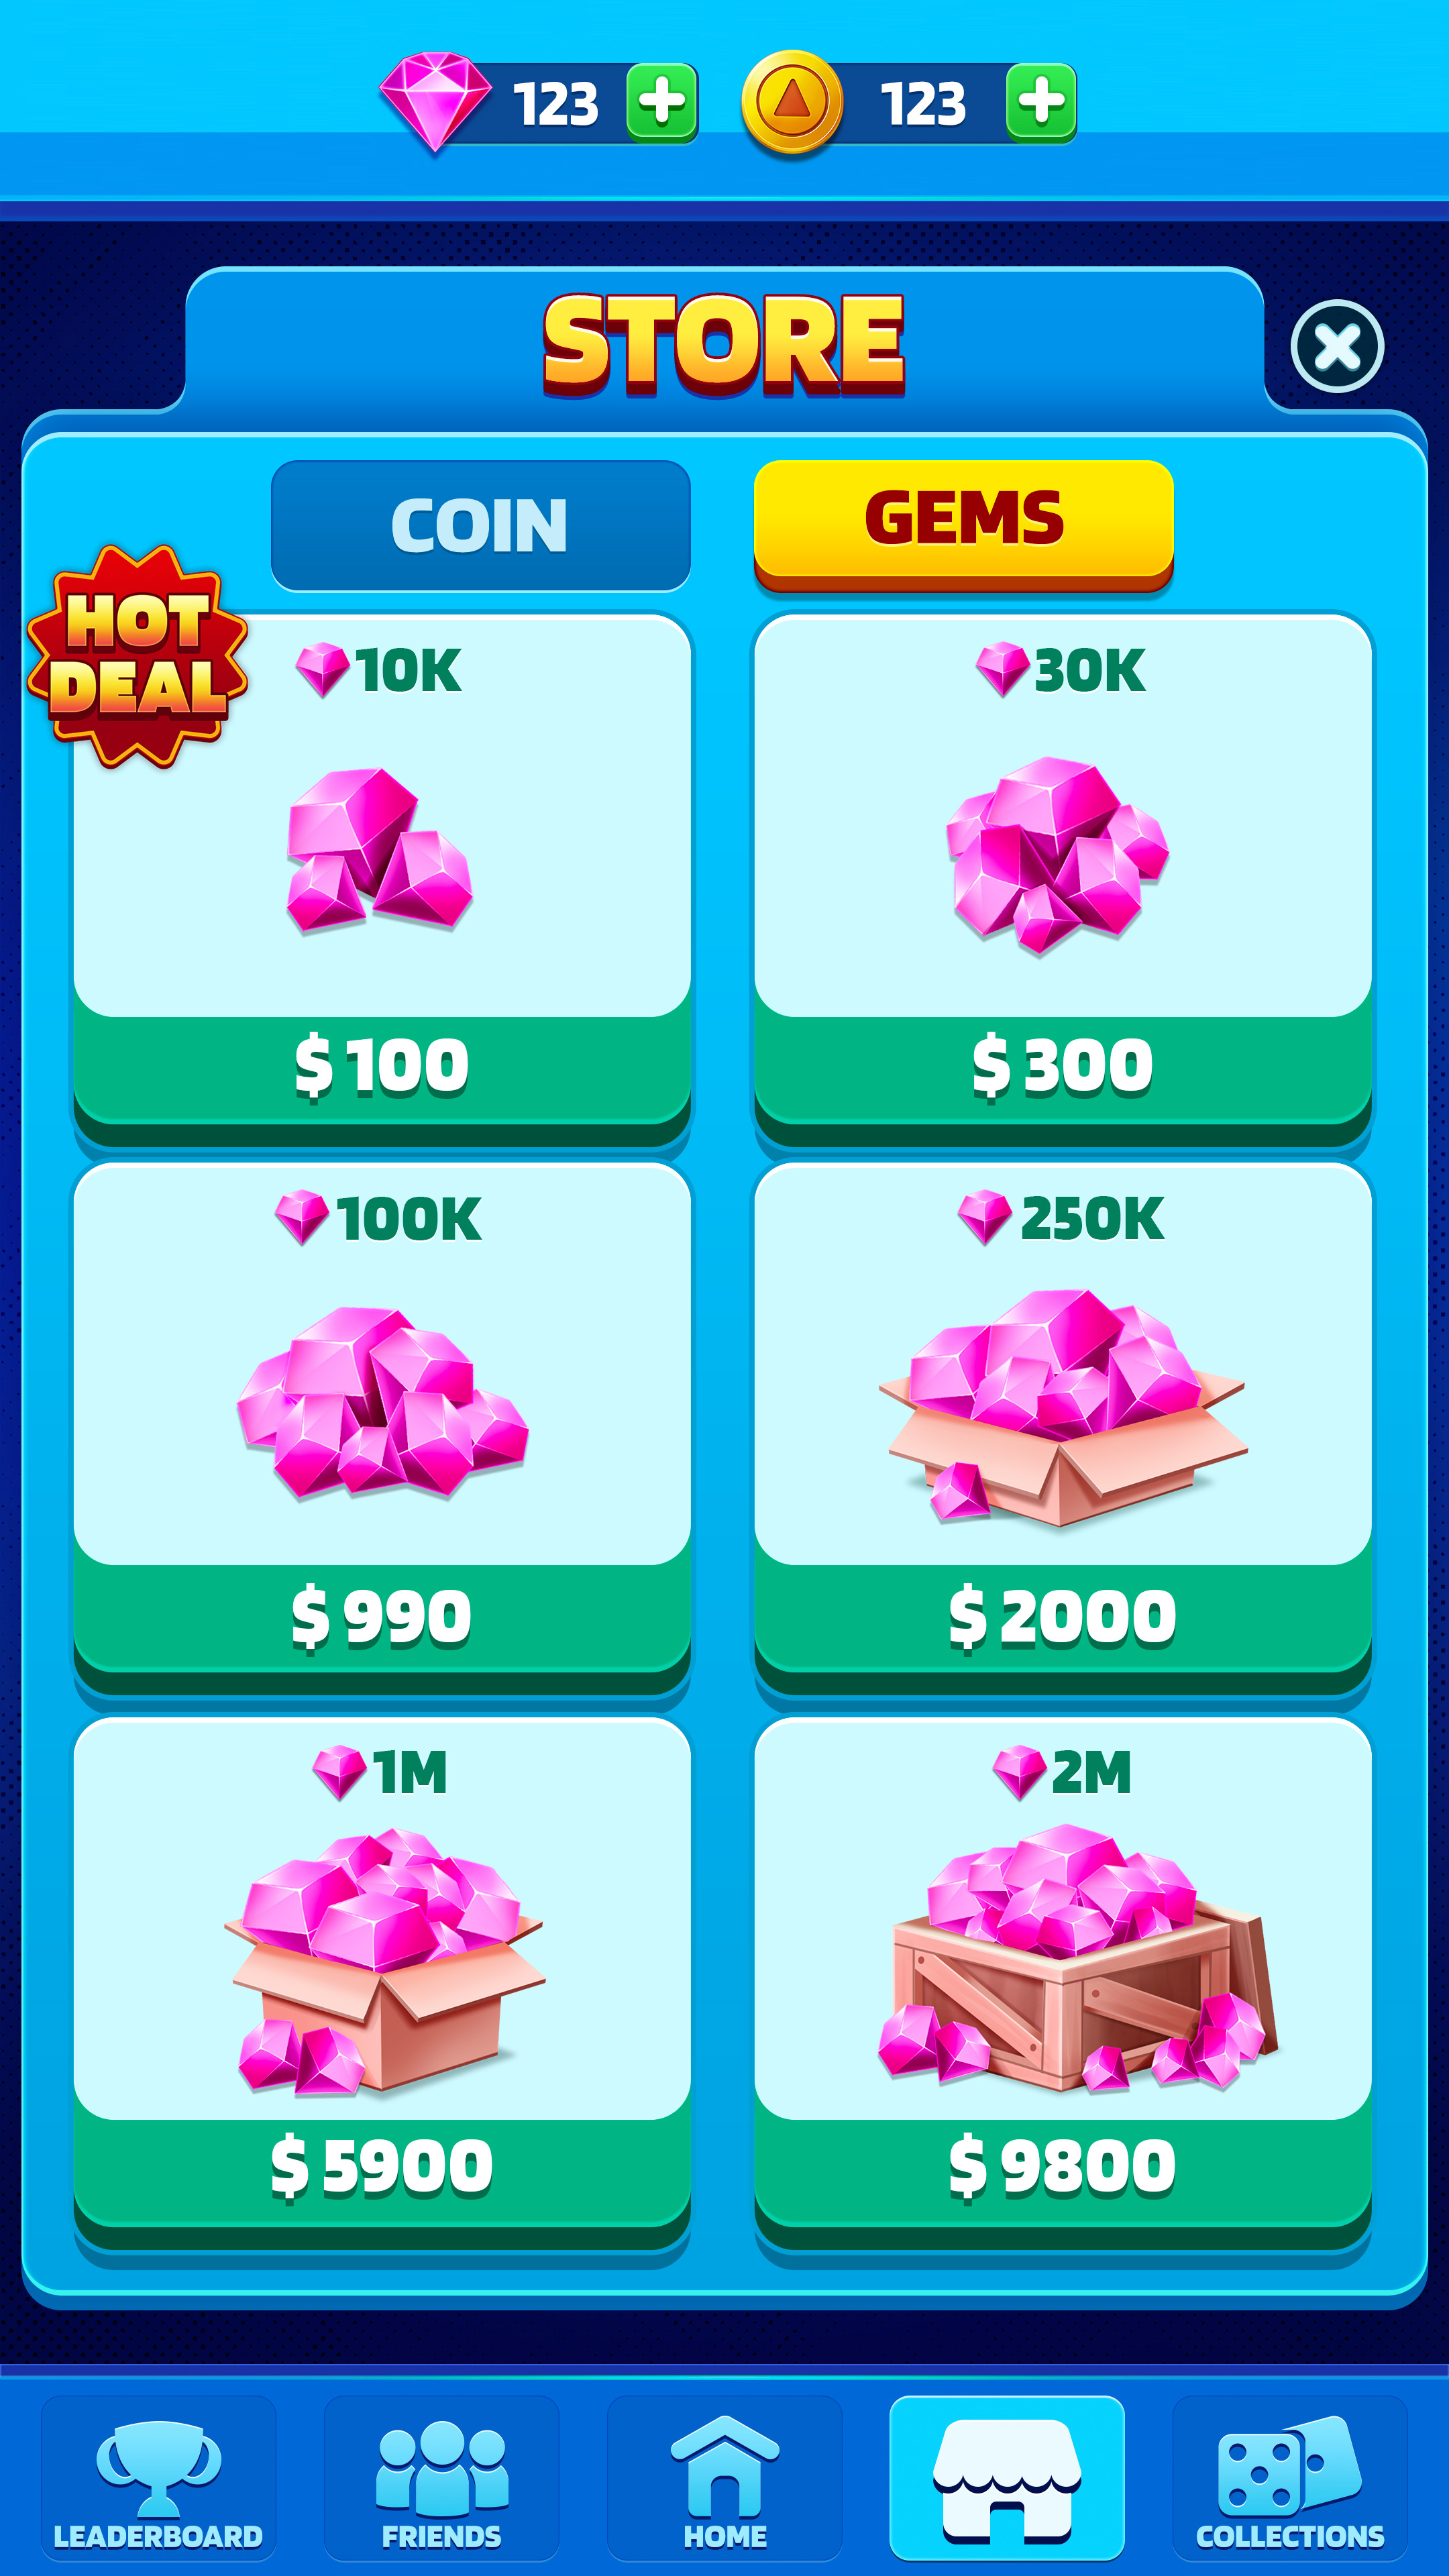 123
123
STORE
COIN
GEMS
HOT
DEAL
10K
30K
$ 100
$ 300
100K
250K
$ 990
$ 2000
1M
2M
$ 5900
$ 9800
LEADERBOARD
FRIENDS
HOME
COLLECTIONS